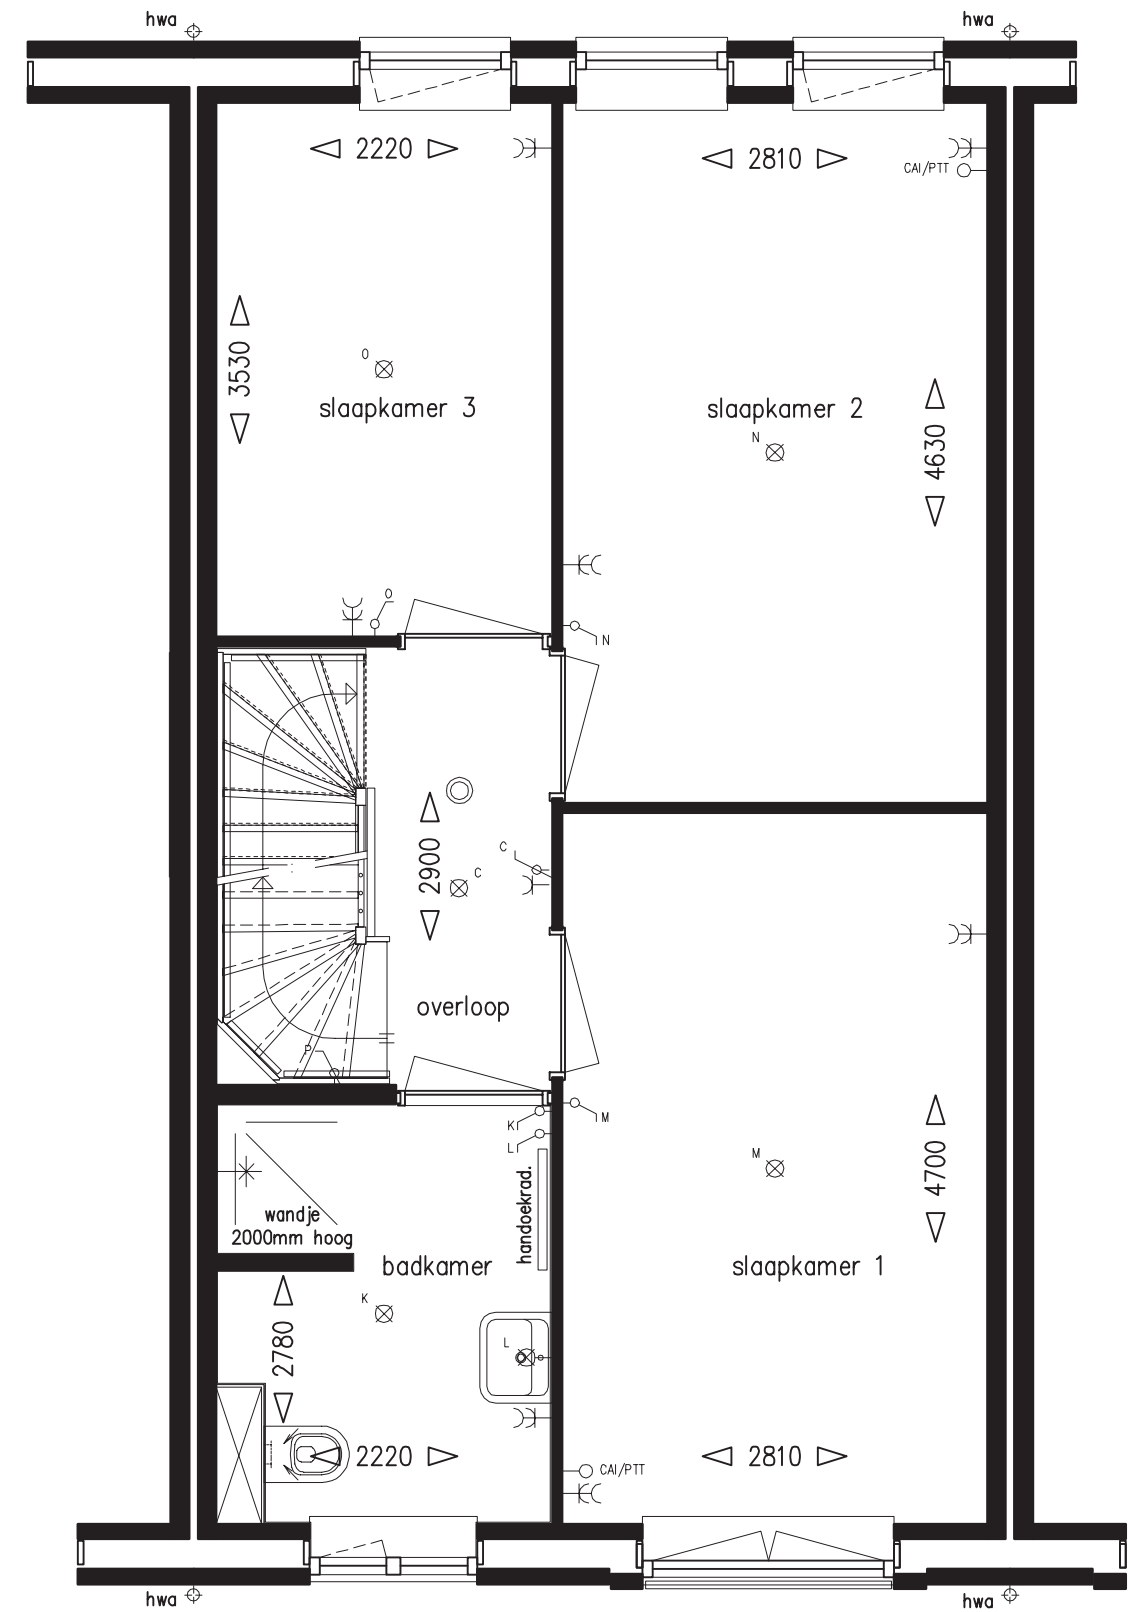 hwa
hwa
2220
2810
CAI/PTT
3530
O
slaapkamer 3
slaapkamer 2
N
4630
O
N
C
2900
C
overloop
P
K
M
L
M
4700
wandje
2000mm hoog
handoekrad.
badkamer
slaapkamer 1
K
2780
L
2220
2810
CAI/PTT
hwa
hwa